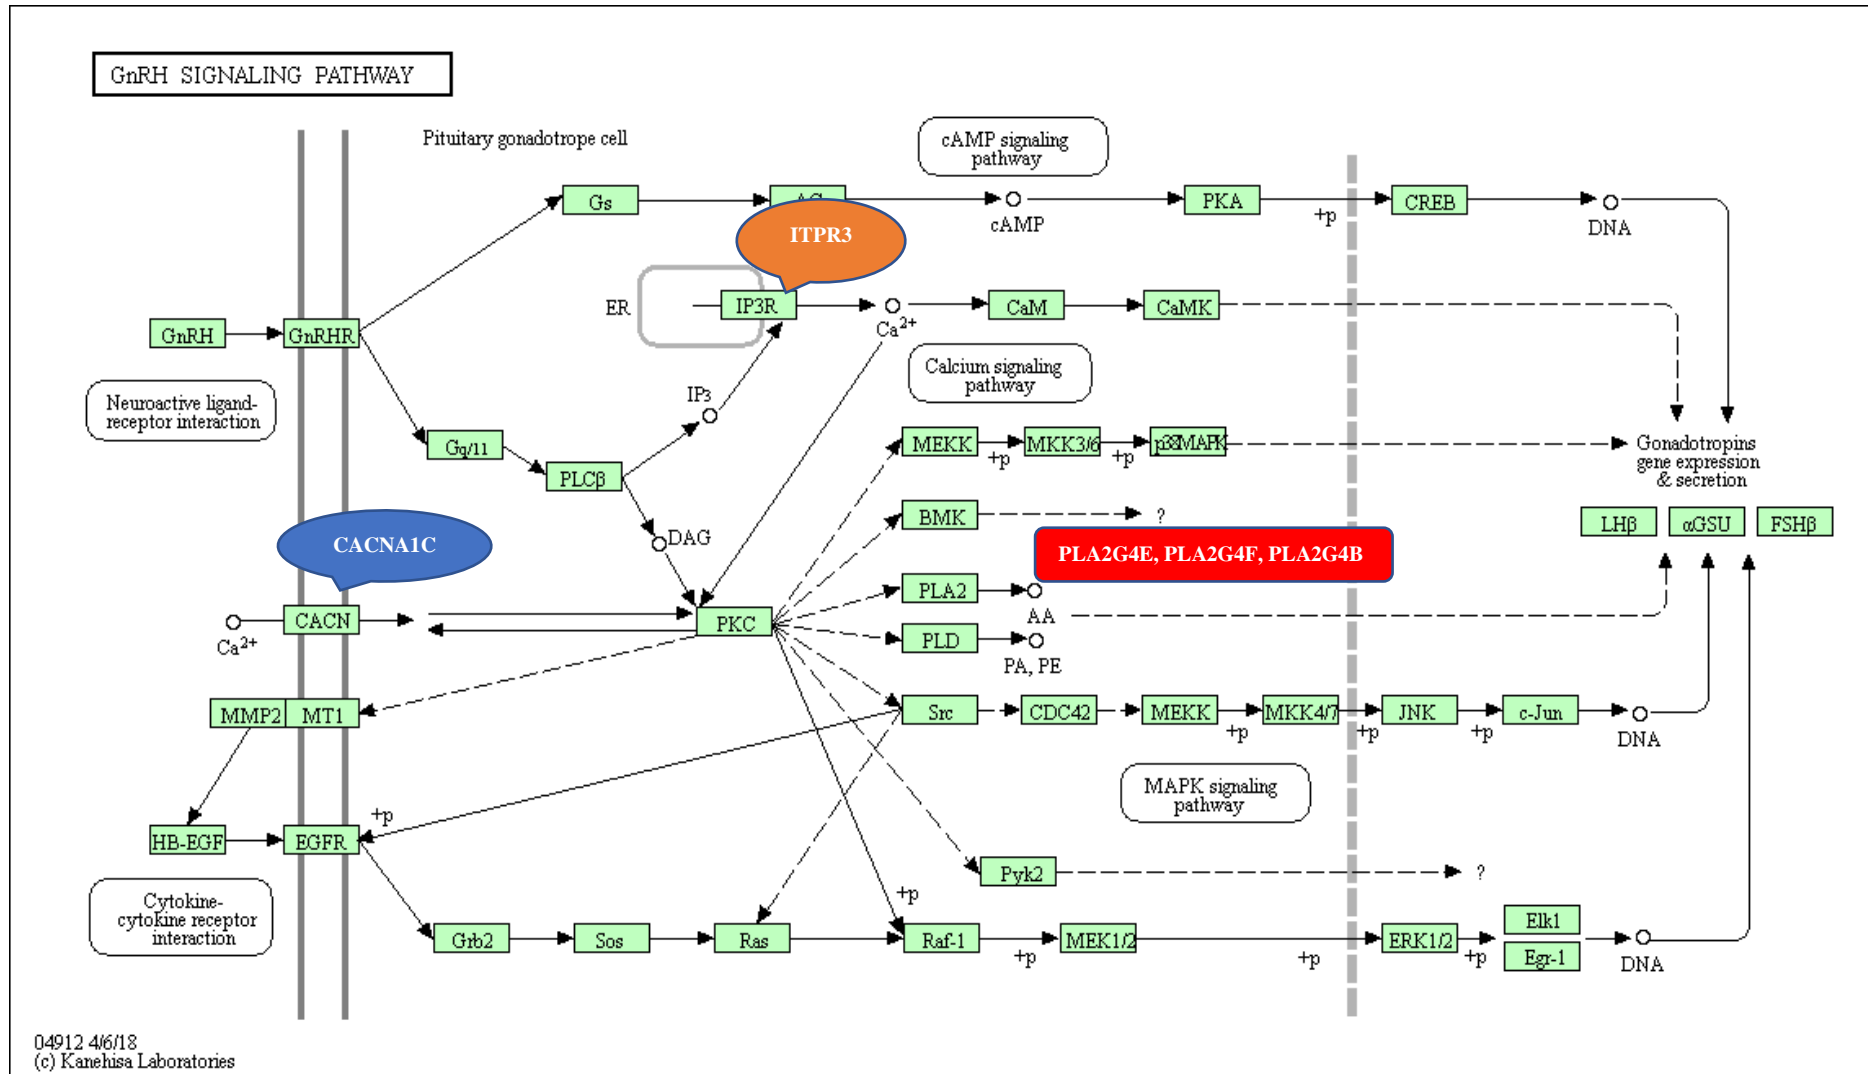 GnRH SIGNALING PATHWAY
Pituitary gonadotrope cell
cAMP signaling
pathway
Gs
cAMP
PKA
+p
CREB
DNA
ITPR3
ER
IP3R
Ca2+
CaM
CaMK
GnRH
GnRHR
Calcium signaling
pathway
Neuroactive ligand-
receptor interaction
IP3
Gq/11
PLCβ
MEKK
+p
MKK3/6
+p
p38MAPK
Gonadotropins
gene expression
& secretion
BMK
?
LHβ
αGSU
FSHβ
CACNA1C
DAG
PLA2G4E, PLA2G4F, PLA2G4B
PLA2
AA
Ca2+
CACN
PKC
PLD
PA, PE
MMP2
MT1
Src
CDC42
MEKK
+p
MKK4/7
+p
JNK
+p
c-Jun
DNA
MAPK signaling
pathway
+p
HB-EGF
EGFR
Pyk2
?
Cytokine-
cytokine receptor
interaction
+p
Grb2
Sos
Ras
Raf-1
+p
MEK1/2
+p
ERK1/2
+p
Elk1
Egr-1
DNA
04912 4/6/18
(c) Kanehisa Laboratories